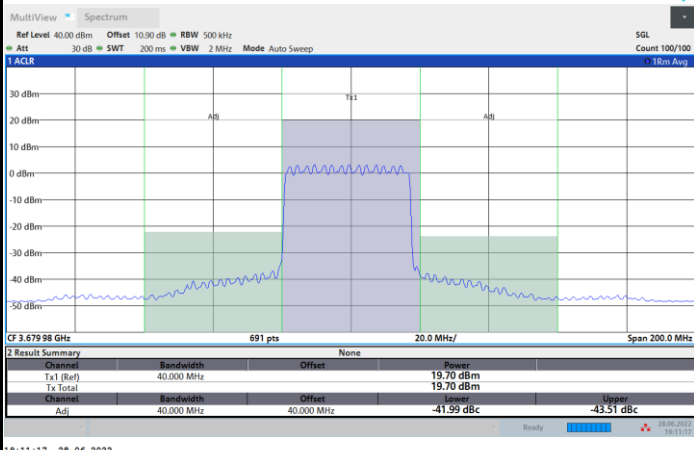 MultiView Spectrum
Ref Level 40.00 dBm Offset 10.90 dB RBW 500 kHz SGL
Att 30 dB SWT 200 ms VBW 2 MHz Mode Auto Sweep Count 100/100
1 ACLR 1Rm Avg
30 dBm
Tx1
20 dBm
Adj Adj
10 dBm
0 dBm
-10 dBm
-20 dBm
-30 dBm
-40 dBm
-50 dBm
CF 3.679 98 GHz 691 pts 20.0 MHz/ Span 200.0 MHz
2 Result Summary None
Channel Bandwidth Offset Power
Tx1 (Ref) 40.000 MHz 19.70 dBm
Tx Total 19.70 dBm
Channel Bandwidth Offset Lower Upper
Adj 40.000 MHz 40.000 MHz -41.99 dBc -43.51 dBc
Ready 28.06.2022
19:11:17